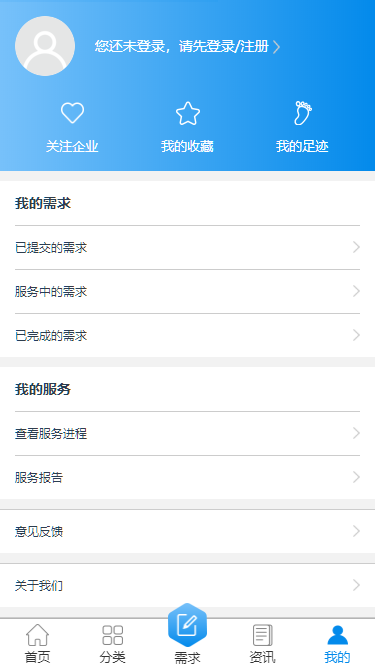 您还未登录，请先登录/注册
关注企业 我的收藏 我的足迹
我的需求
已提交的需求
服务中的需求
已完成的需求
我的服务
查看服务进程
服务报告
意见反馈
关于我们
首页 分类 需求 资讯 我的